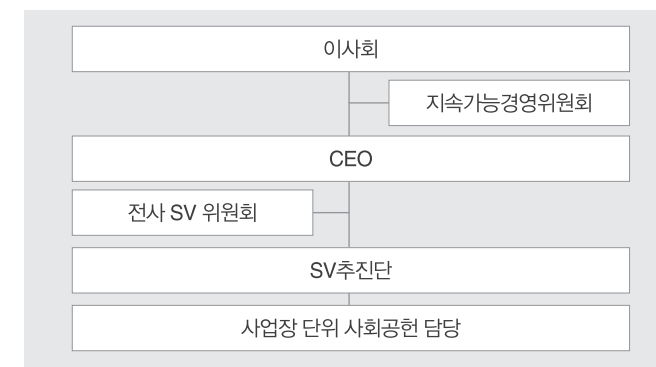 이사회
지속가능경영위원회
CEO
전사 SV 위원회
SV추진단
사업장 단위 사회공헌 담당